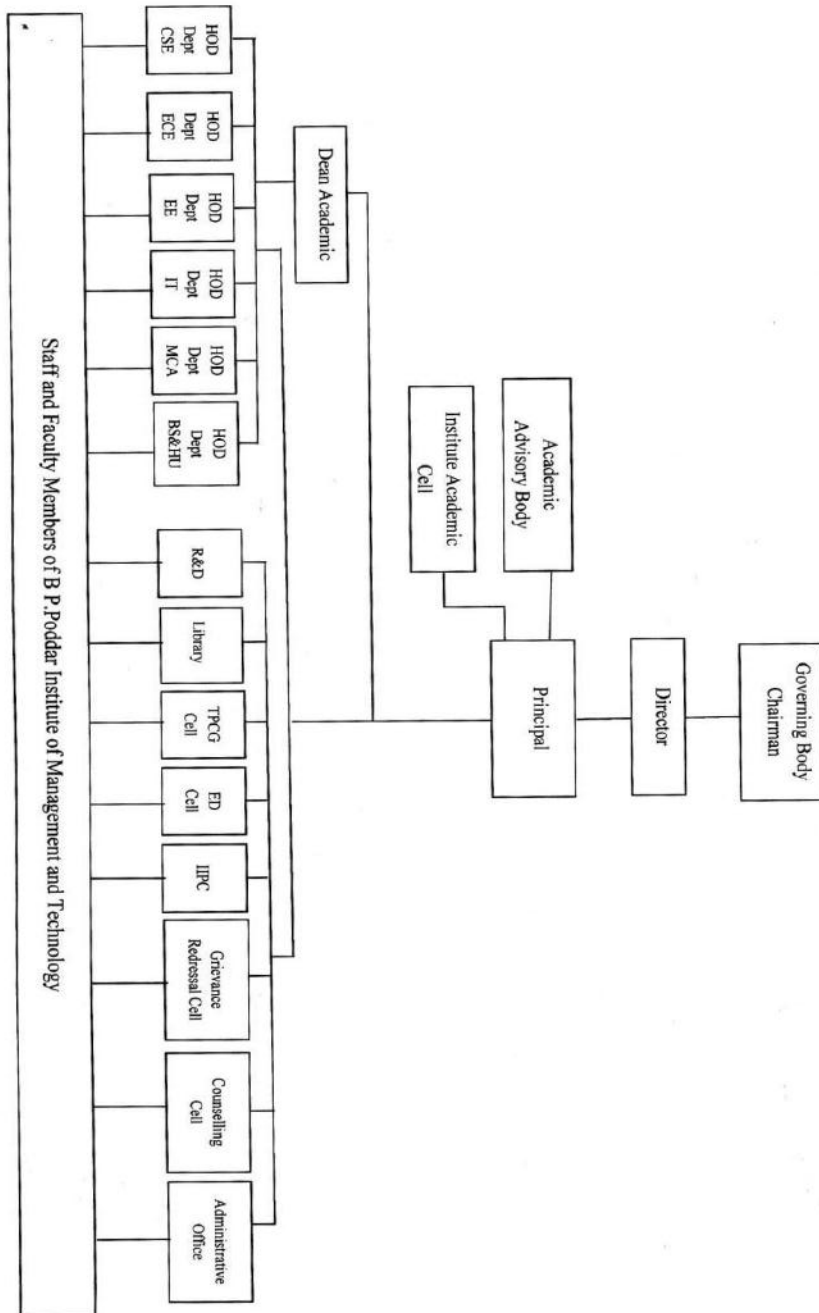 Governing Body
Chairman
Director
Principal
Academic
Advisory Body
Institute Academic
Cell
Dean Academic
HOD
Dept
CSE
HOD
Dept
ECE
HOD
Dept
EE
HOD
Dept
IT
HOD
Dept
MCA
HOD
Dept
BS&HU
R&D
Library
TPCG
Cell
ED
Cell
IIPC
Grievance
Redressal Cell
Counselling
Cell
Administrative
Office
Staff and Faculty Members of B P.Poddar Institute of Management and Technology